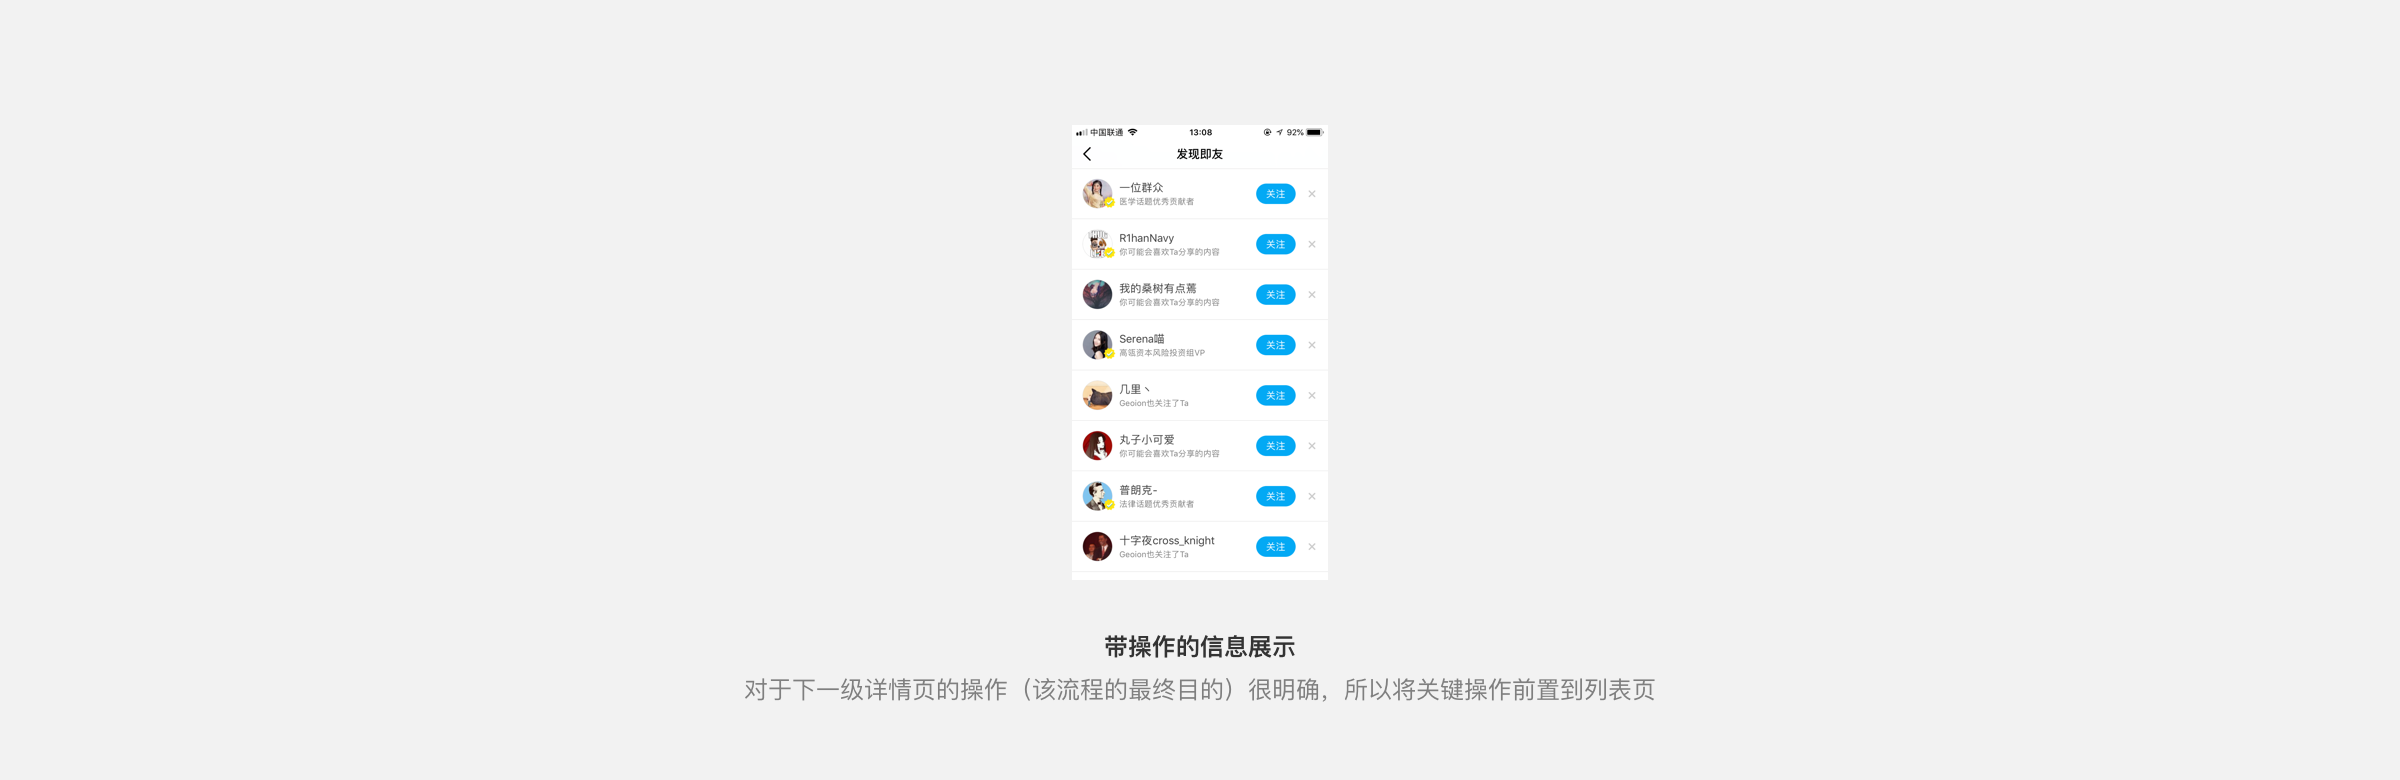 中国联通 13:08 92%
发现即友
一位群众
医学话题优秀贡献者
关注
R1hanNavy
你可能会喜欢Ta分享的内容
关注
我的桑树有点蔫
你可能会喜欢Ta分享的内容
关注
Serena喵
高瓴资本风险投资组VP
关注
几里丶
Geoion也关注了Ta
关注
丸子小可爱
你可能会喜欢Ta分享的内容
关注
普朗克-
法律话题优秀贡献者
关注
十字夜cross_knight
Geoion也关注了Ta
关注
带操作的信息展示
对于下一级详情页的操作（该流程的最终目的）很明确，所以将关键操作前置到列表页